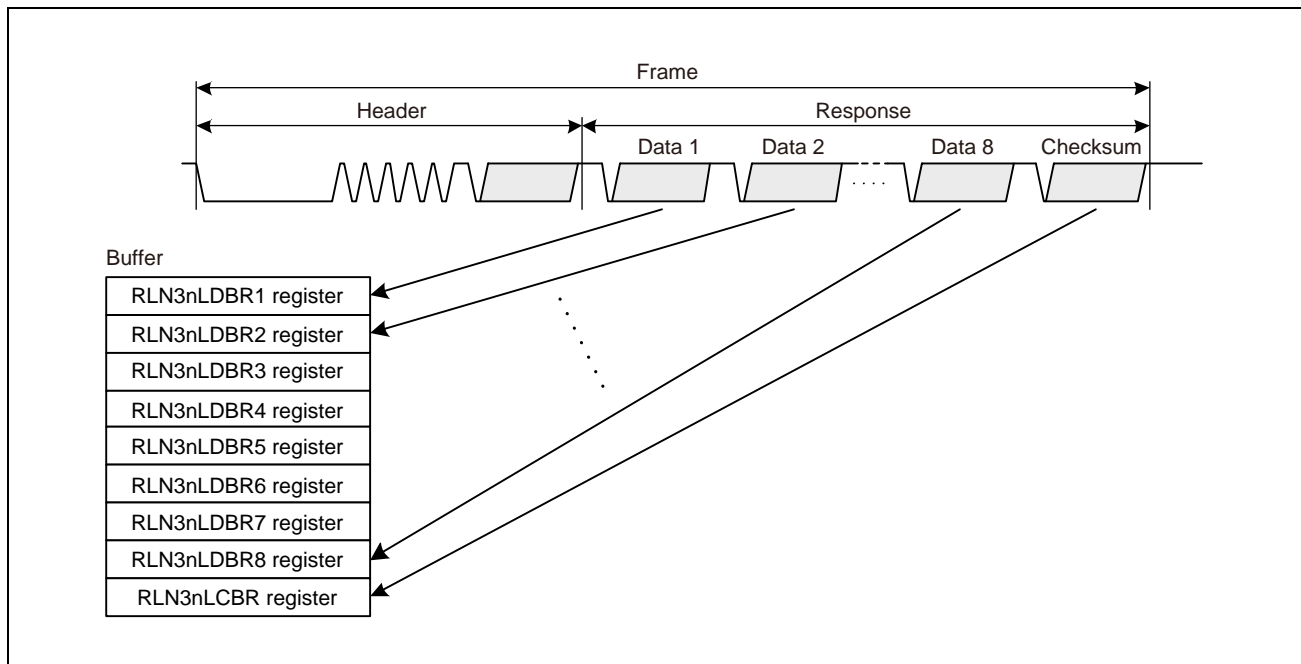 Frame
Header Response
Data 1 Data 2 Data 8 Checksum
Buffer
RLN3nLDBR1 register
RLN3nLDBR2 register
RLN3nLDBR3 register
RLN3nLDBR4 register
RLN3nLDBR5 register
RLN3nLDBR6 register
RLN3nLDBR7 register
RLN3nLDBR8 register
RLN3nLCBR register